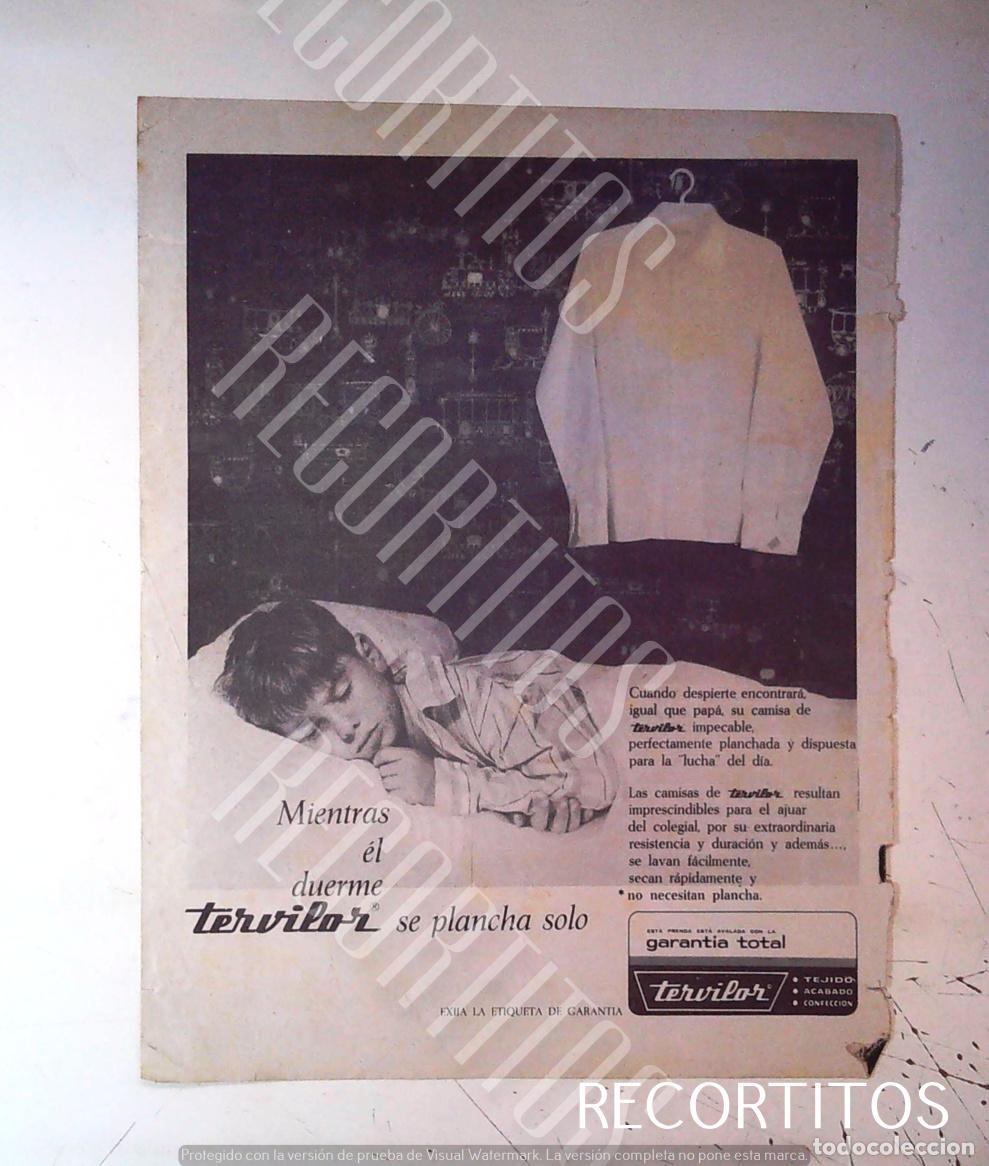 RECORTITOS
RECORTITOS
RECORTITOS
Cuando despierte encontrará,
igual que papá, su camisa de
tervilor impecable,
perfectamente planchada y dispuesta
para la "lucha" del día.
Las camisas de tervilor resultan
imprescindibles para el ajuar
del colegial, por su extraordinaria
resistencia y duración y además...,
se lavan fácilmente,
secan rápidamente y
• no necesitan plancha.
Mientras
él
duerme
tervilor® se plancha solo
ESTA PRENDA ESTÁ AVALADA CON LA
garantia total
tervilor®
• TEJIDO
• ACABADO
• CONFECCION
EXIJA LA ETIQUETA DE GARANTIA
RECORTITOS
todocoleccion
Protegido con la versión de prueba de Visual Watermark. La versión completa no pone esta marca.